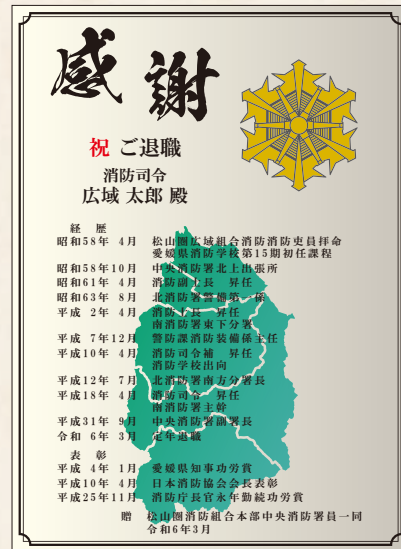 感謝
祝 ご退職
消防司令
広域 太郎 殿
経 歴
昭和58年 4月 松山圏広域組合消防消防吏員拝命
愛媛県消防学校第15期初任課程
昭和58年10月 中央消防署北上出張所
昭和61年 4月 消防副士長 昇任
昭和63年 8月 北消防署警備第一係
平成 2年 4月 消防士長 昇任
南消防署東下分署
平成 7年12月 警防課消防装備係主任
平成10年 4月 消防司令補 昇任
消防学校出向
平成12年 7月 北消防署南方分署長
平成18年 4月 消防司令 昇任
南消防署主幹
平成31年 9月 中央消防署副署長
令和 6年 3月 定年退職
表 彰
平成 4年 1月 愛媛県知事功労賞
平成10年 4月 日本消防協会会長表彰
平成25年11月 消防庁長官永年勤続功労賞
贈 松山圏消防組合本部中央消防署員一同
令和6年3月